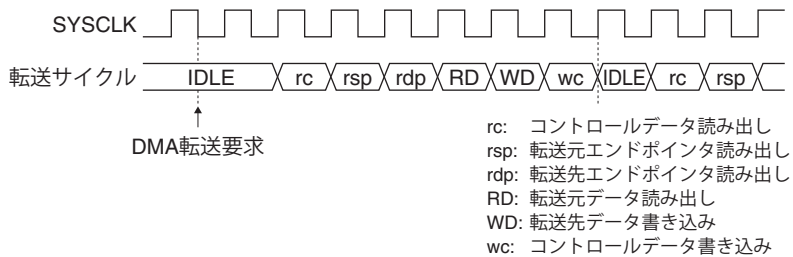 SYSCLK
転送サイクル IDLE rc rsp rdp RD WD wc IDLE rc rsp
DMA転送要求
rc: コントロールデータ読み出し
rsp: 転送元エンドポインタ読み出し
rdp: 転送先エンドポインタ読み出し
RD: 転送元データ読み出し
WD: 転送先データ書き込み
wc: コントロールデータ書き込み